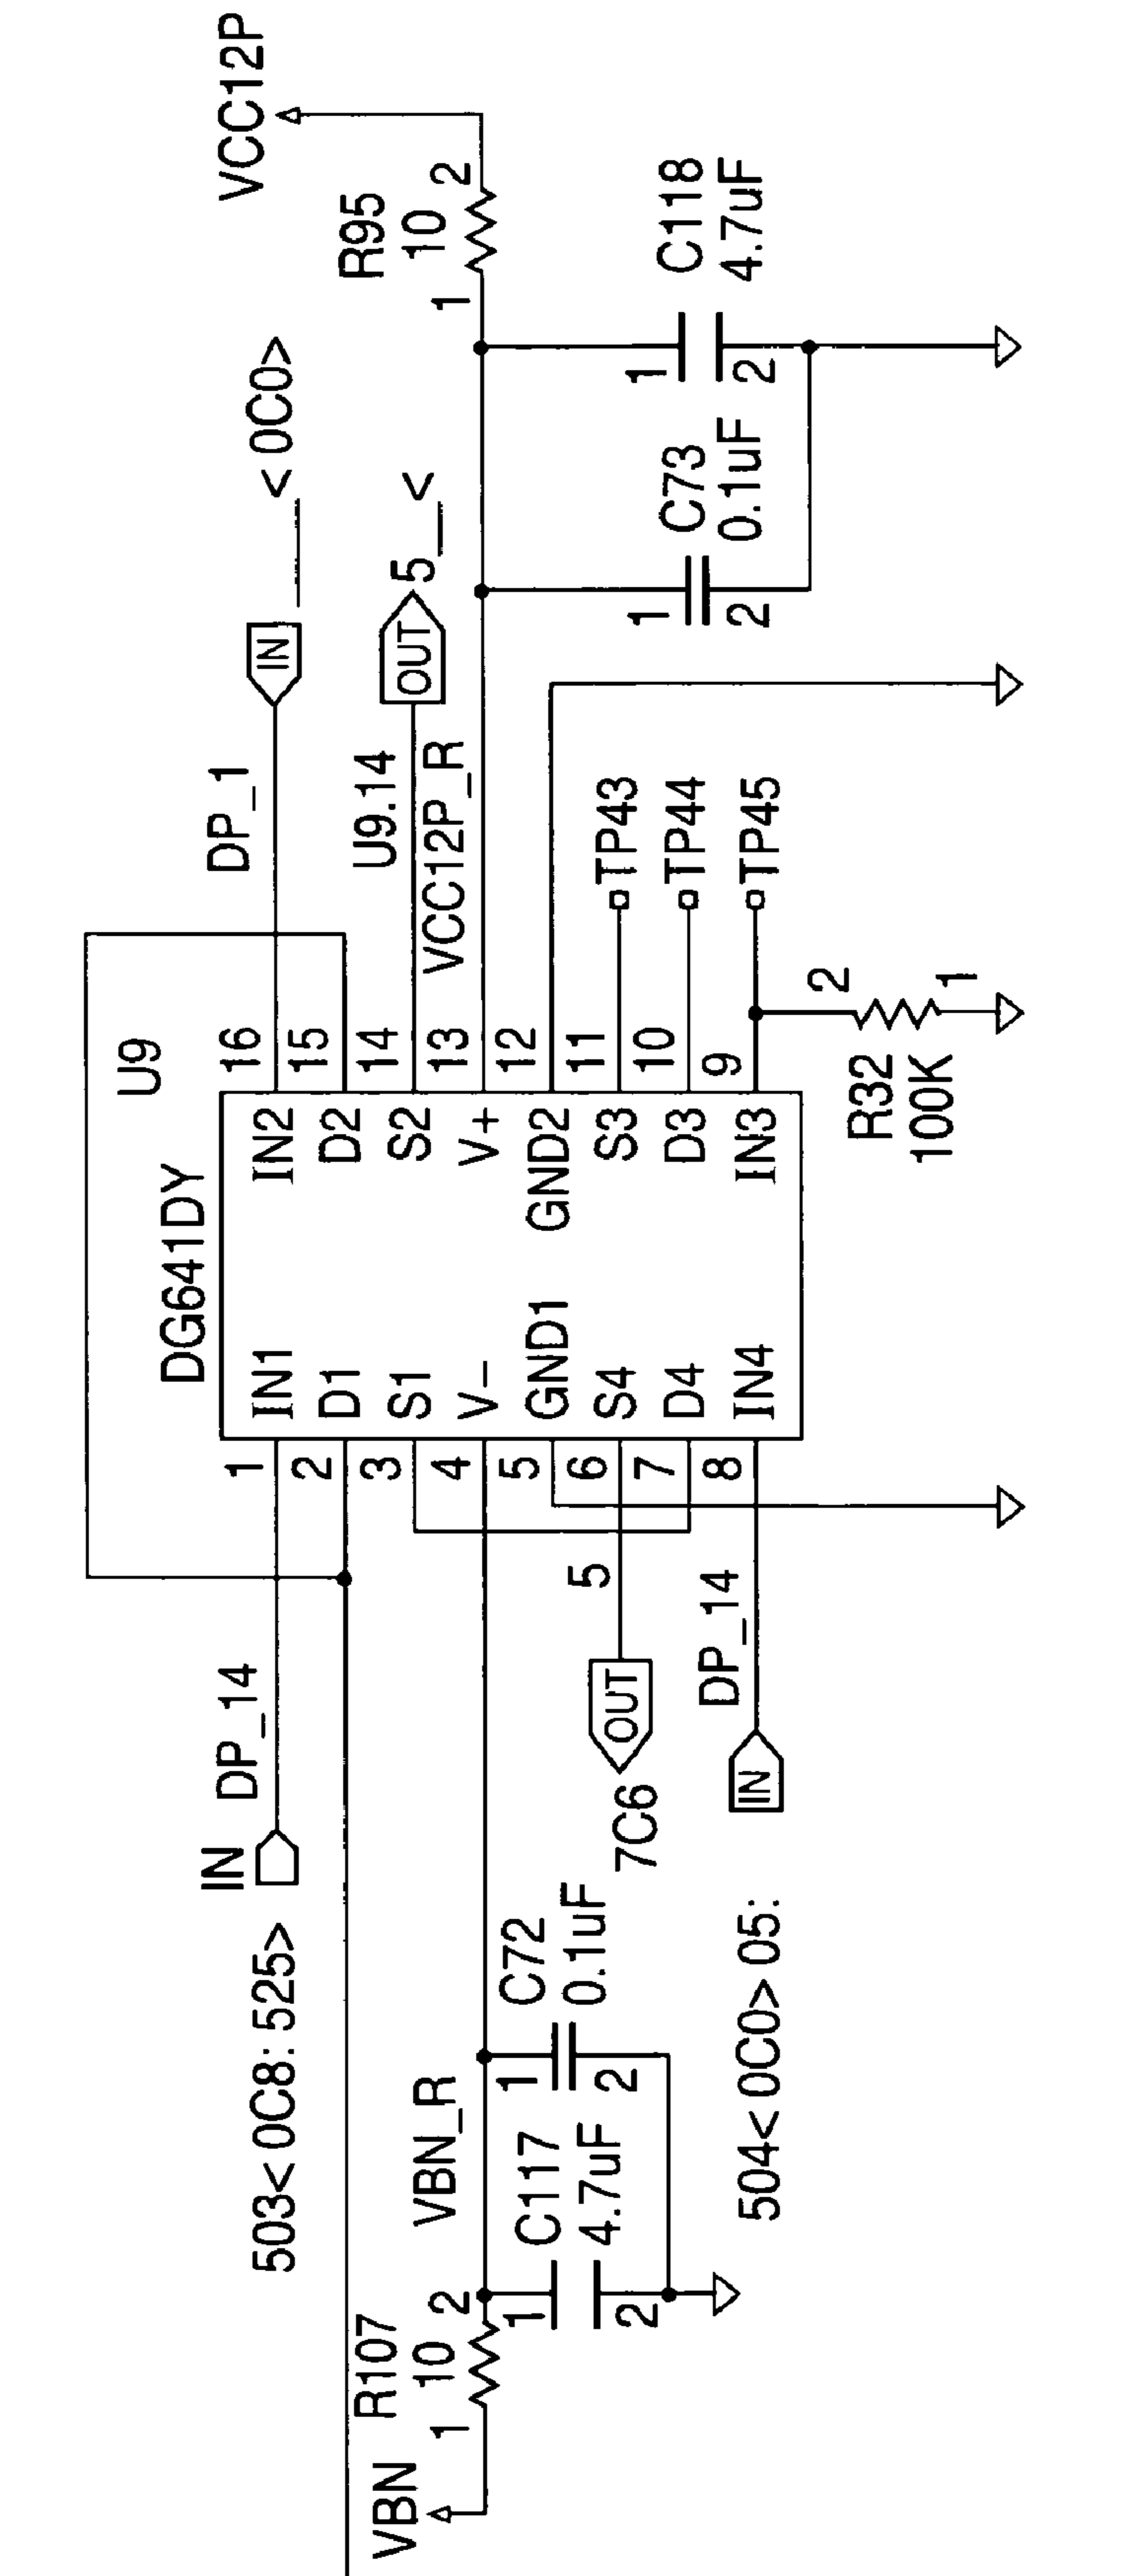 VCC12P
R95
10
1
2
C118
4.7uF
1
2
C73
0.1uF
1
2
__< 0C0>
IN
DP_1
5__<
OUT
U9.14
VCC12P_R
TP43
TP44
TP45
R32
100K
2
1
U9
DG641DY
16
15
14
13
12
11
10
9
IN2
D2
S2
V+
GND2
S3
D3
IN3
IN1
D1
S1
V–
GND1
S4
D4
IN4
1
2
3
4
5
6
7
8
IN
DP_14
503< 0C8: 525>
5
OUT
7C6
DP_14
IN
504< 0C0> 05:
C72
0.1uF
1
2
VBN_R
C117
4.7uF
1
2
R107
10
1
2
VBN